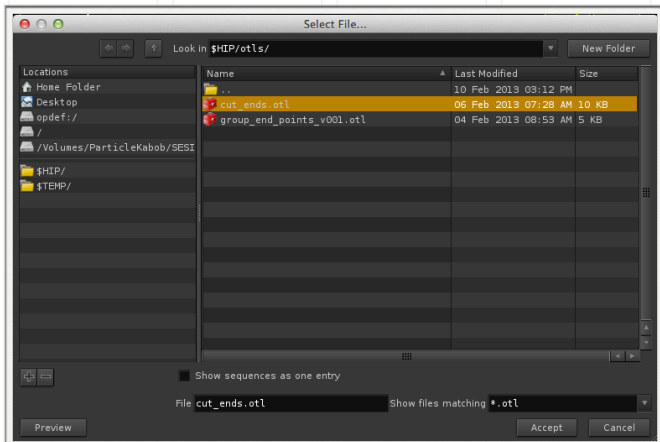 Select File...
Look in $HIP/otls/ New Folder
Locations
Home Folder
Desktop
opdef:/
/
/Volumes/ParticleKabob/SESI
$HIP/
$TEMP/
Name Last Modified Size
.. 10 Feb 2013 03:12 PM
cut_ends.otl 06 Feb 2013 07:28 AM 10 KB
group_end_points_v001.otl 04 Feb 2013 08:53 AM 5 KB
Show sequences as one entry
File cut_ends.otl Show files matching *.otl
Preview Accept Cancel